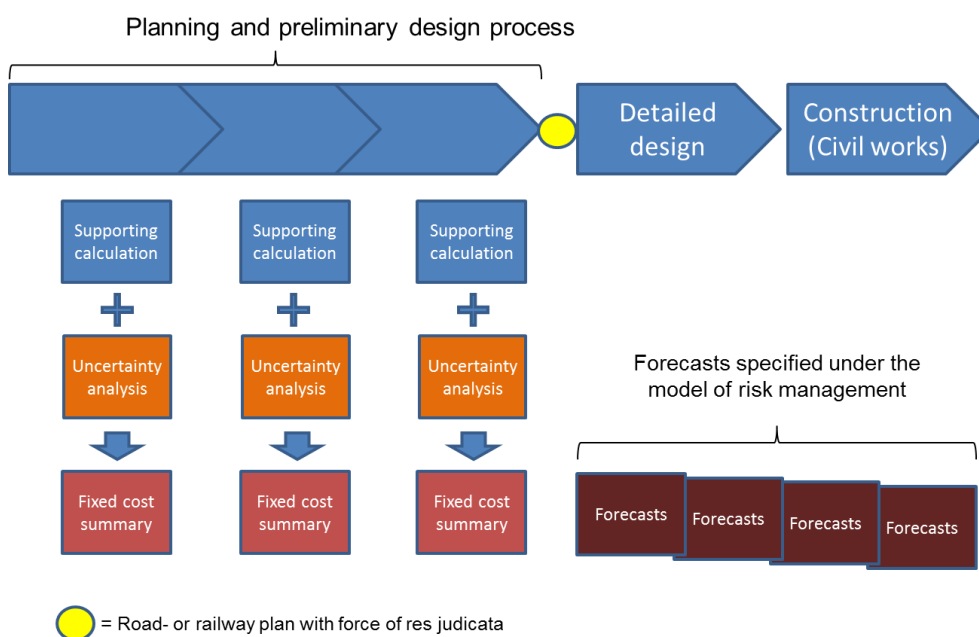 Planning and preliminary design process
Detailed
design
Construction
(Civil works)
Supporting
calculation
Supporting
calculation
Supporting
calculation
Uncertainty
analysis
Uncertainty
analysis
Uncertainty
analysis
Forecasts specified under the
model of risk management
Fixed cost
summary
Fixed cost
summary
Fixed cost
summary
Forecasts
Forecasts
Forecasts
Forecasts
= Road- or railway plan with force of res judicata